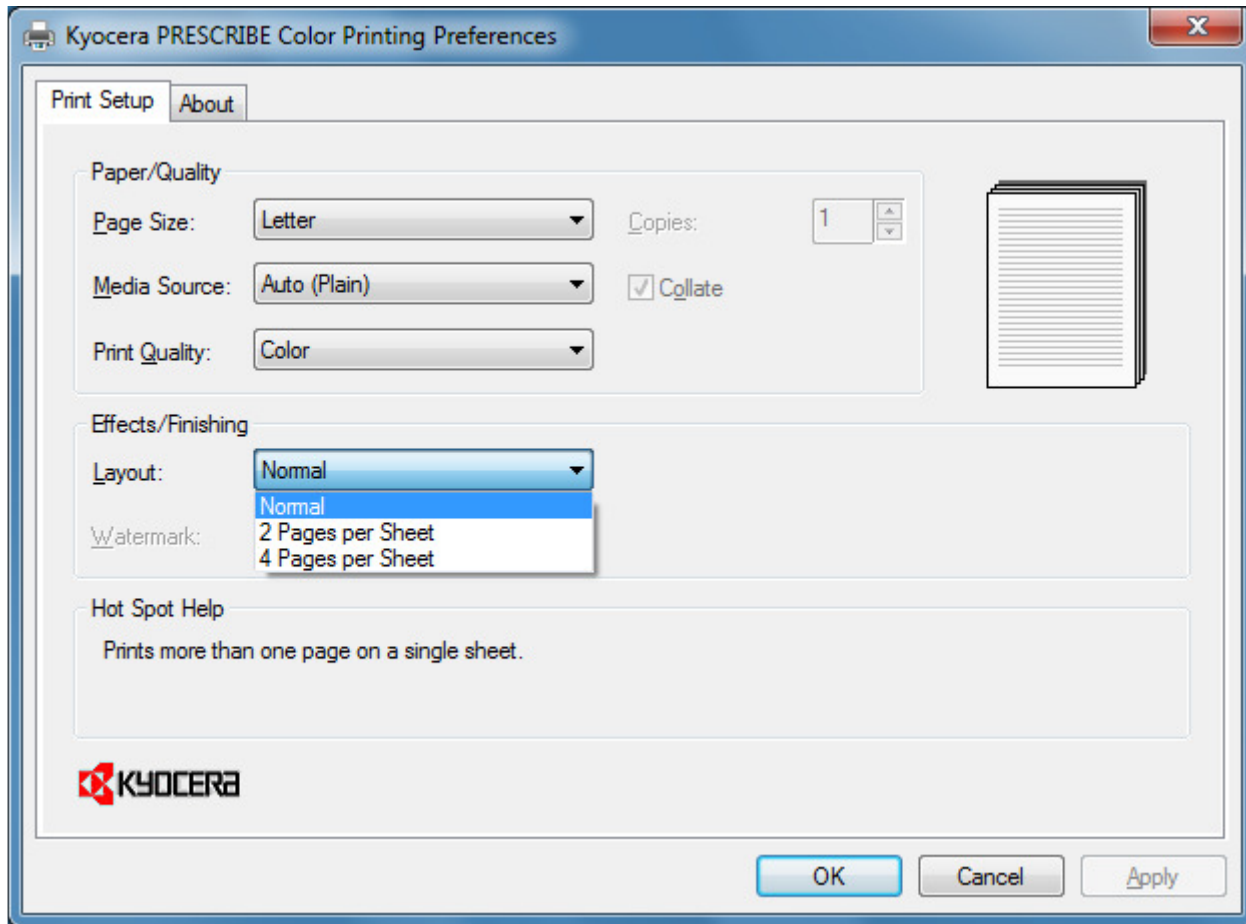 Kyocera PRESCRIBE Color Printing Preferences
Print Setup About
Paper/Quality
Page Size: Letter Copies: 1
Media Source: Auto (Plain) Collate
Print Quality: Color
Effects/Finishing
Layout: Normal
Normal
2 Pages per Sheet
Watermark:
4 Pages per Sheet
Hot Spot Help
Prints more than one page on a single sheet.
KYOCERA
OK Cancel Apply